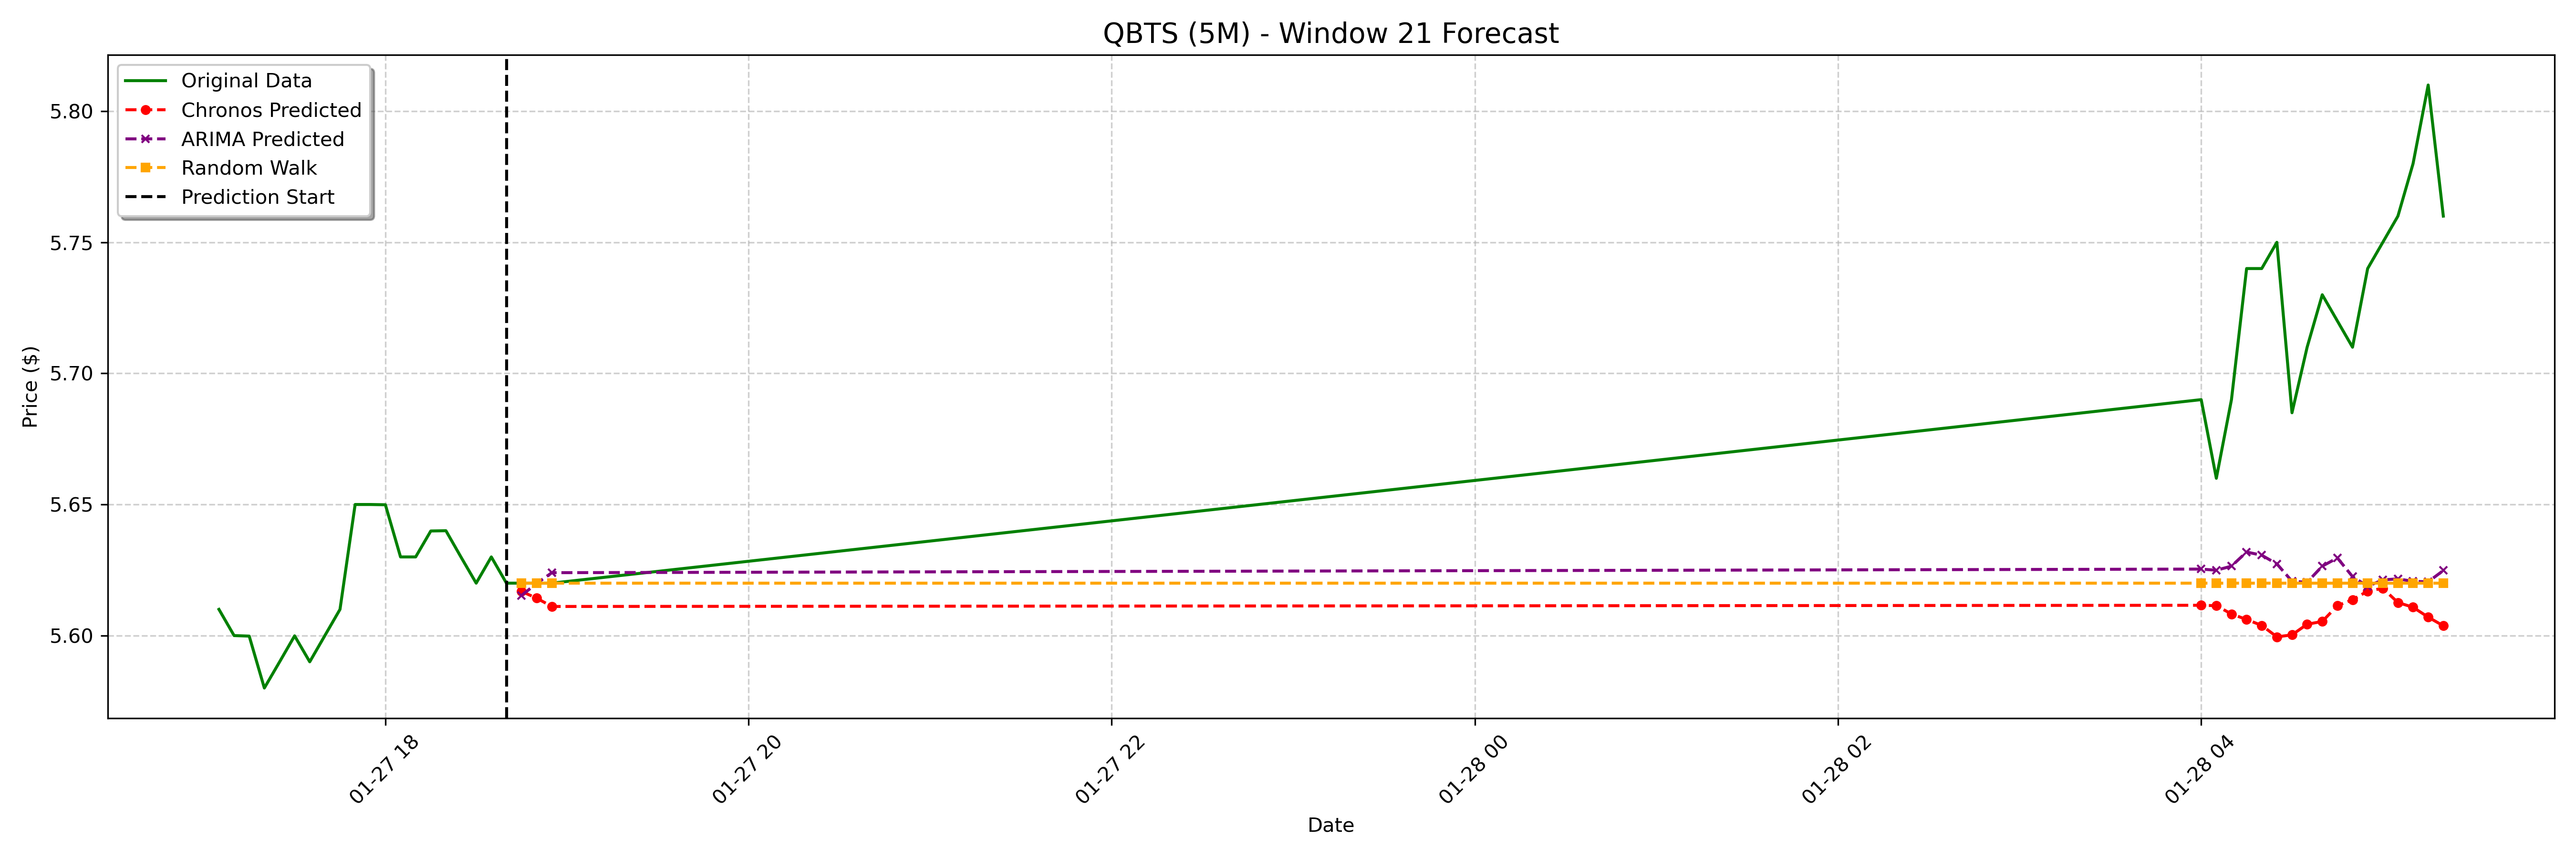 QBTS (5M) - Window 21 Forecast
Original Data
Chronos Predicted
ARIMA Predicted
Random Walk
Prediction Start
Price ($)
5.80
5.75
5.70
5.65
5.60
01-27 18
01-27 20
01-27 22
01-28 00
01-28 02
01-28 04
Date